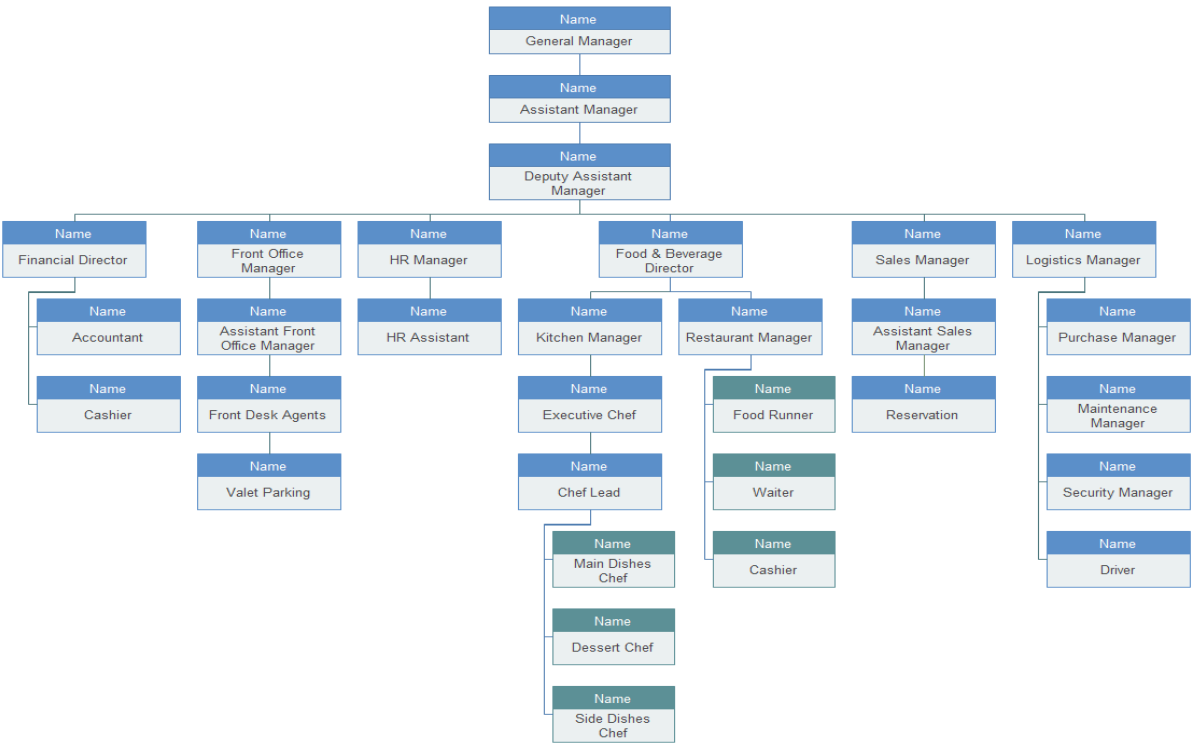 Name
General Manager
Name
Assistant Manager
Name
Deputy Assistant
Manager
Name
Financial Director
Name
Accountant
Name
Cashier
Name
Front Office
Manager
Name
Assistant Front
Office Manager
Name
Front Desk Agents
Name
Valet Parking
Name
HR Manager
Name
HR Assistant
Name
Food & Beverage
Director
Name
Kitchen Manager
Name
Executive Chef
Name
Chef Lead
Name
Main Dishes
Chef
Name
Dessert Chef
Name
Side Dishes
Chef
Name
Restaurant Manager
Name
Food Runner
Name
Waiter
Name
Cashier
Name
Sales Manager
Name
Assistant Sales
Manager
Name
Reservation
Name
Logistics Manager
Name
Purchase Manager
Name
Maintenance
Manager
Name
Security Manager
Name
Driver